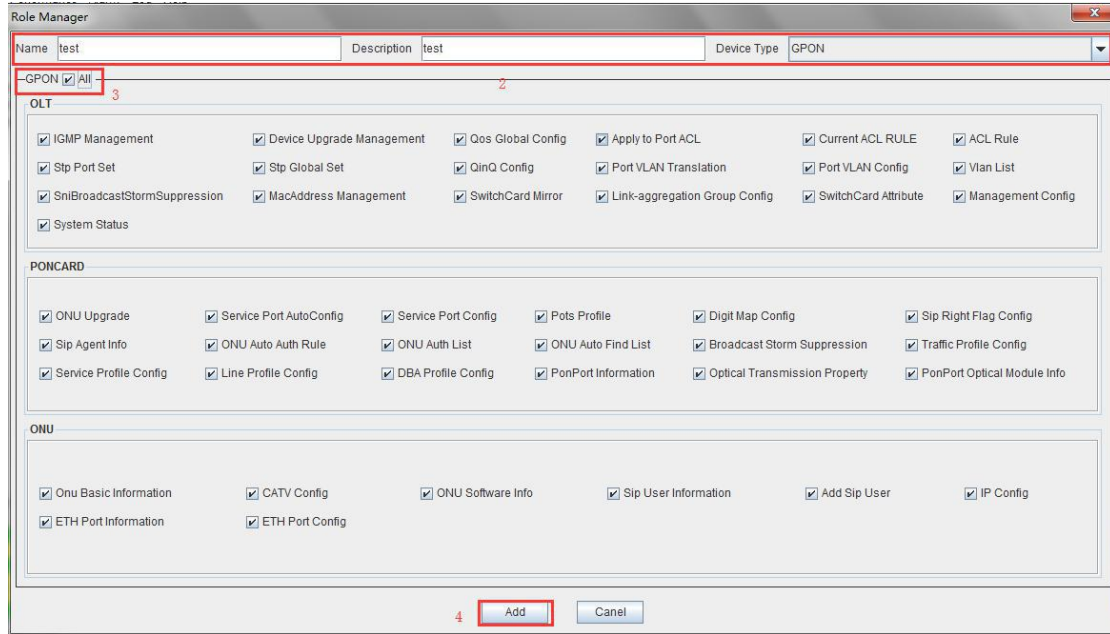 Role Manager
Name test Description test Device Type GPON
GPON All
3 2
OLT
IGMP Management Device Upgrade Management Qos Global Config Apply to Port ACL Current ACL RULE ACL Rule
Stp Port Set Stp Global Set QinQ Config Port VLAN Translation Port VLAN Config Vlan List
SniBroadcastStormSuppression MacAddress Management SwitchCard Mirror Link-aggregation Group Config SwitchCard Attribute Management Config
System Status
PONCARD
ONU Upgrade Service Port AutoConfig Service Port Config Pots Profile Digit Map Config Sip Right Flag Config
Sip Agent Info ONU Auto Auth Rule ONU Auth List ONU Auto Find List Broadcast Storm Suppression Traffic Profile Config
Service Profile Config Line Profile Config DBA Profile Config PonPort Information Optical Transmission Property PonPort Optical Module Info
ONU
Onu Basic Information CATV Config ONU Software Info Sip User Information Add Sip User IP Config
ETH Port Information ETH Port Config
4 Add Canel